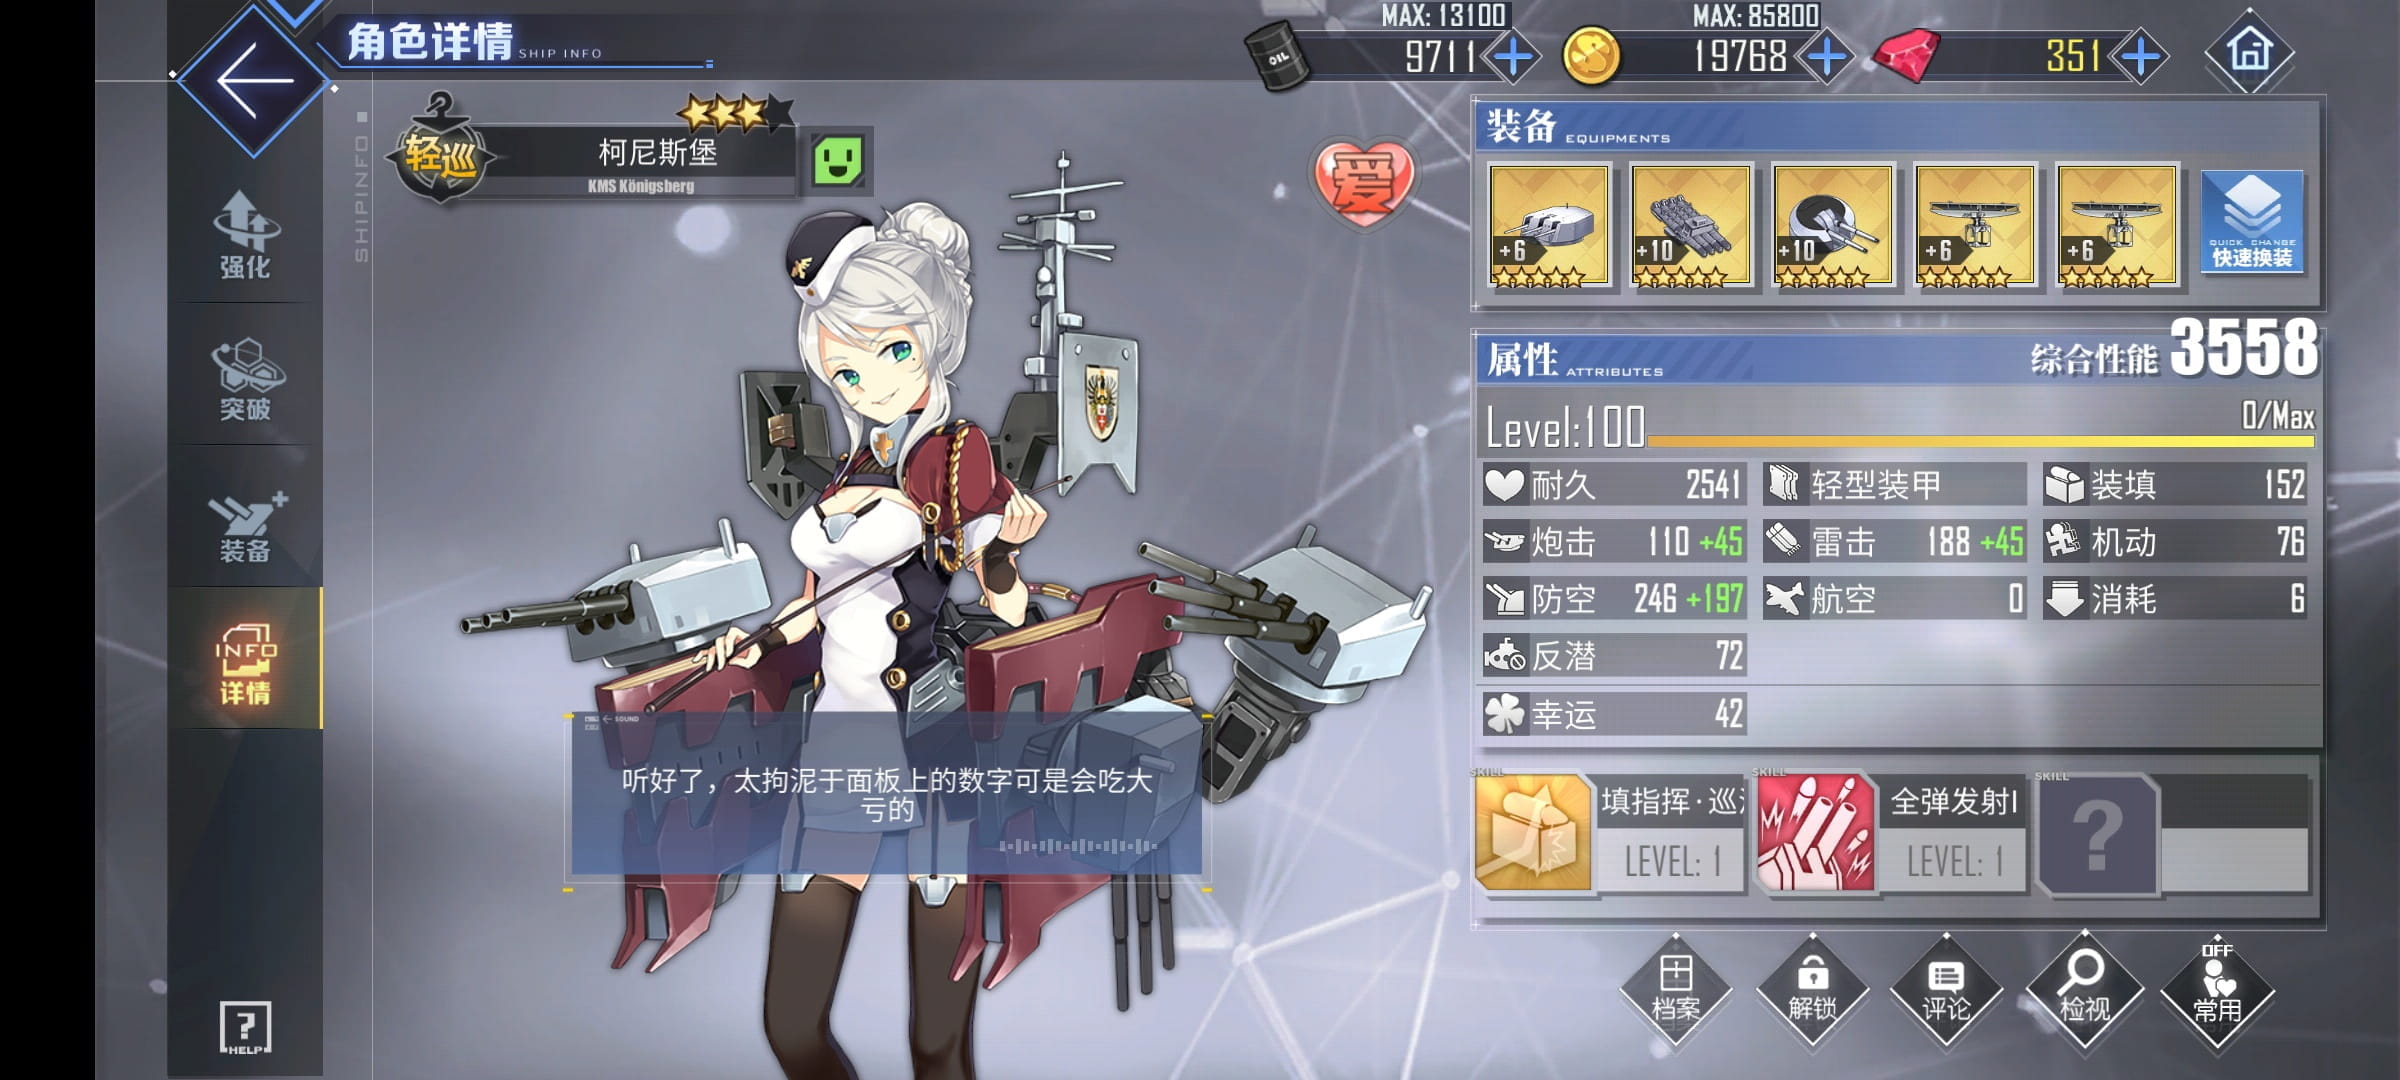 角色详情 SHIP INFO
MAX: 13100
9711
OIL
MAX: 85800
19768
351
SHIPINFO
强化
突破
装备
INFO
详情
?
HELP
轻巡
柯尼斯堡
KMS Königsberg
爱
SOUND
听好了，太拘泥于面板上的数字可是会吃大
亏的
装备 EQUIPMENTS
+6
+10
+10
+6
+6
QUICK CHANGE
快速换装
属性 ATTRIBUTES
综合性能 3558
Level:100
0/Max
耐久 2541
轻型装甲
装填 152
炮击 110 +45
雷击 188 +45
机动 76
防空 246 +197
航空 0
消耗 6
反潜 72
幸运 42
SKILL
填指挥·巡
LEVEL: 1
SKILL
全弹发射I
LEVEL: 1
SKILL
?
档案
解锁
评论
检视
OFF
常用